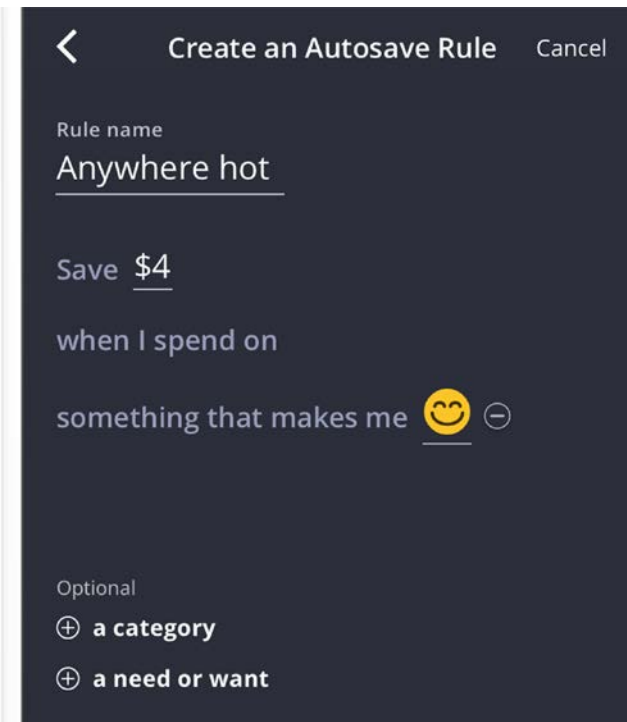 Create an Autosave Rule Cancel
Rule name
Anywhere hot
Save $4
when I spend on
something that makes me 😊
Optional
a category
a need or want